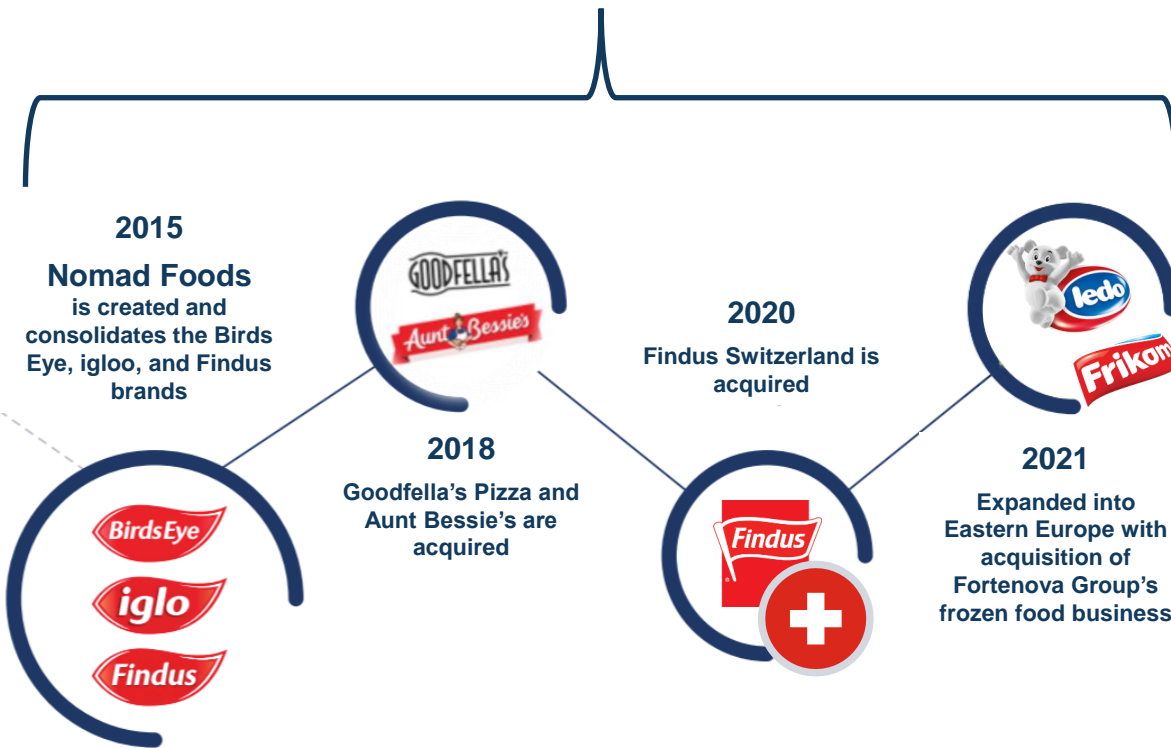 2015
Nomad Foods
is created and
consolidates the Birds
Eye, igloo, and Findus
brands
BirdsEye
iglo
Findus
GOODFELLA'S
Aunt Bessie's
2018
Goodfella's Pizza and
Aunt Bessie's are
acquired
2020
Findus Switzerland is
acquired
Findus
ledo
Frikom
2021
Expanded into
Eastern Europe with
acquisition of
Fortenova Group's
frozen food business